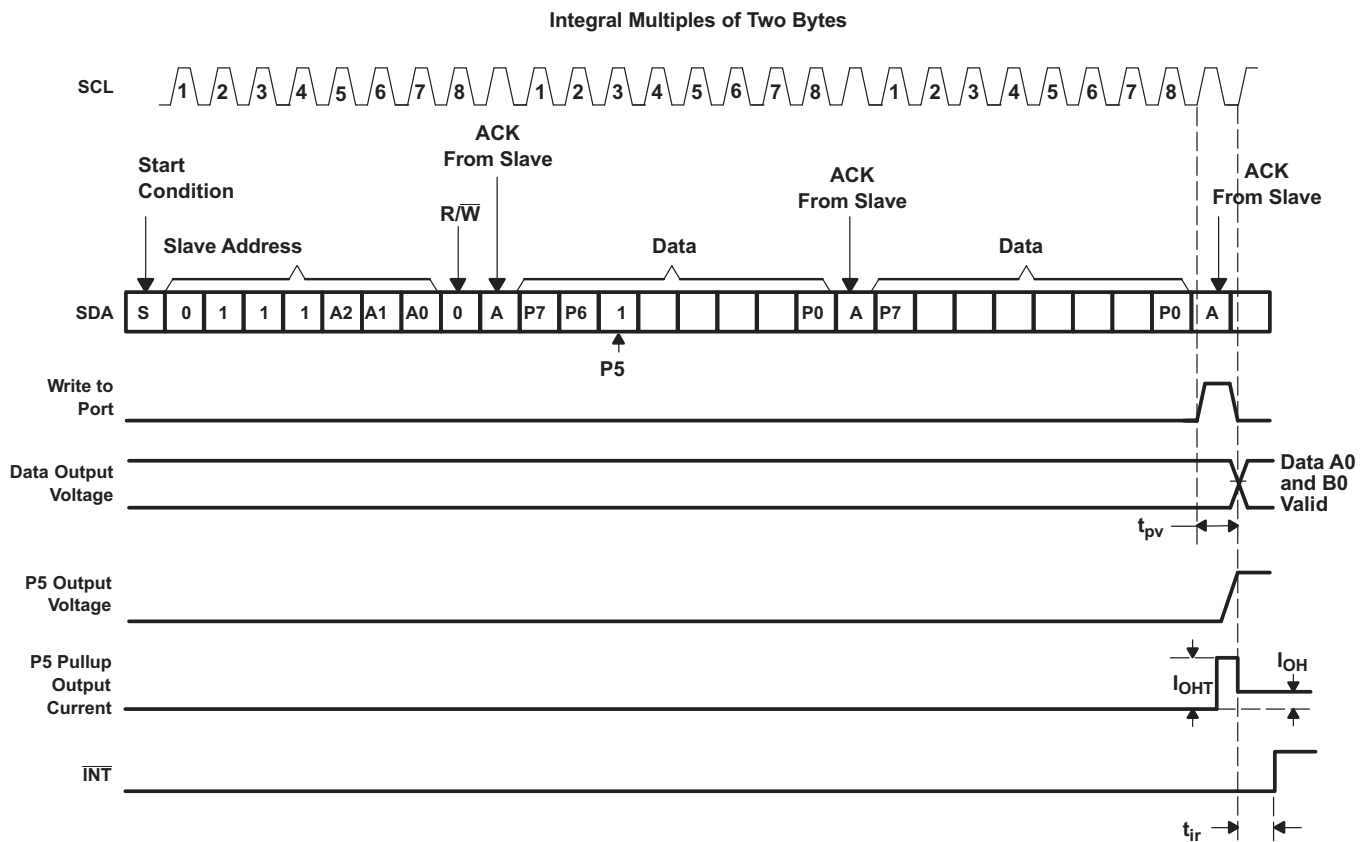 Integral Multiples of Two Bytes
SCL
1 2 3 4 5 6 7 8 1 2 3 4 5 6 7 8 1 2 3 4 5 6 7 8
Start
Condition
R/W̅
ACK
From Slave
ACK
From Slave
ACK
From Slave
Slave Address
Data
Data
SDA
S 0 1 1 1 A2 A1 A0 0 A P7 P6 1 P0 A P7 P0 A
P5
Write to
Port
Data Output
Voltage
Data A0
and B0
Valid
tpv
P5 Output
Voltage
P5 Pullup
Output
Current
IOHT
IOH
I̅N̅T̅
tir